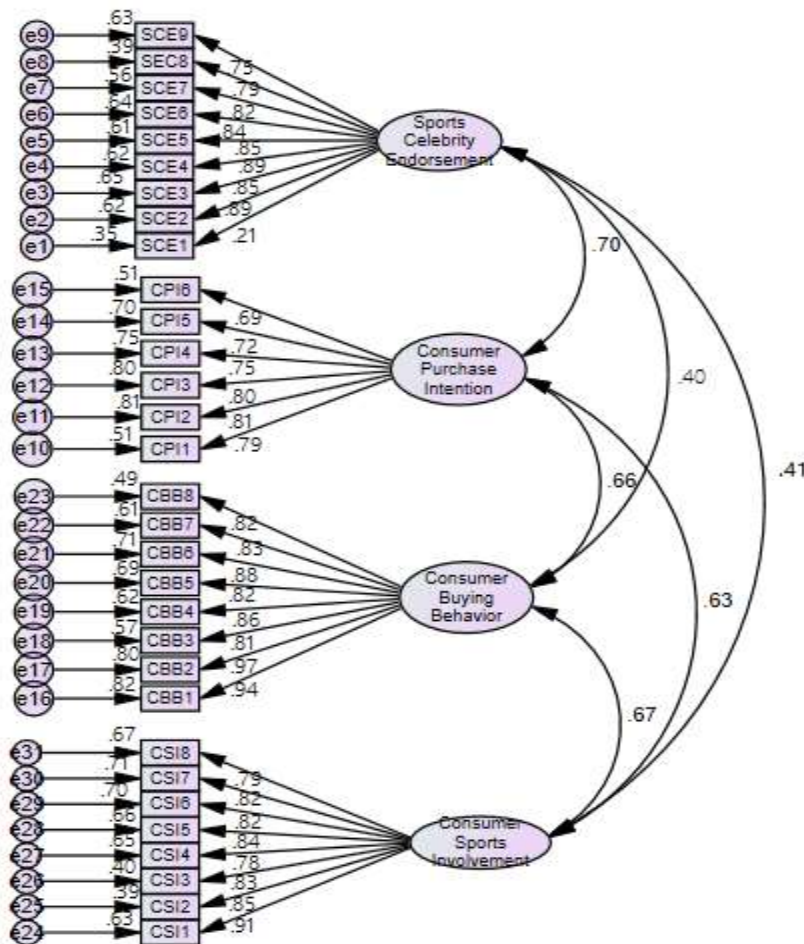 .63
e9 SCE9
.39
e8 SEC8 .75
.56
e7 SCE7 .79
.64
e6 SCE6 .82
.61
e5 SCE5 .84
.62
e4 SCE4 .85
.65
e3 SCE3 .89
.62
e2 SCE2 .85
.35
e1 SCE1 .89
.21
Sports
Celebrity
Endorsement
.70
.51
e15 CPI6
.70
e14 CPI5 .69
.75
e13 CPI4 .72
.80
e12 CPI3 .75
.81
e11 CPI2 .80
.51
e10 CPI1 .81
.79
Consumer
Purchase
Intention
.40
.41
.66
.49
e23 CBB8
.61
e22 CBB7 .82
.71
e21 CBB6 .83
.69
e20 CBB5 .88
.62
e19 CBB4 .82
.57
e18 CBB3 .86
.80
e17 CBB2 .81
.82
e16 CBB1 .97
.94
Consumer
Buying
Behavior
.63
.67
.67
e31 CSI8
.71
e30 CSI7 .79
.70
e29 CSI6 .82
.66
e28 CSI5 .82
.65
e27 CSI4 .84
.40
e26 CSI3 .78
.39
e25 CSI2 .83
.63
e24 CSI1 .85
.91
Consumer
Sports
Involvement